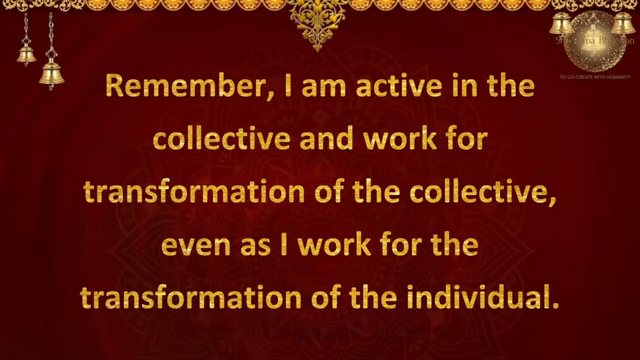 TO CO-CREATE WITH HUMANITY
Remember, I am active in the
collective and work for
transformation of the collective,
even as I work for the
transformation of the individual.